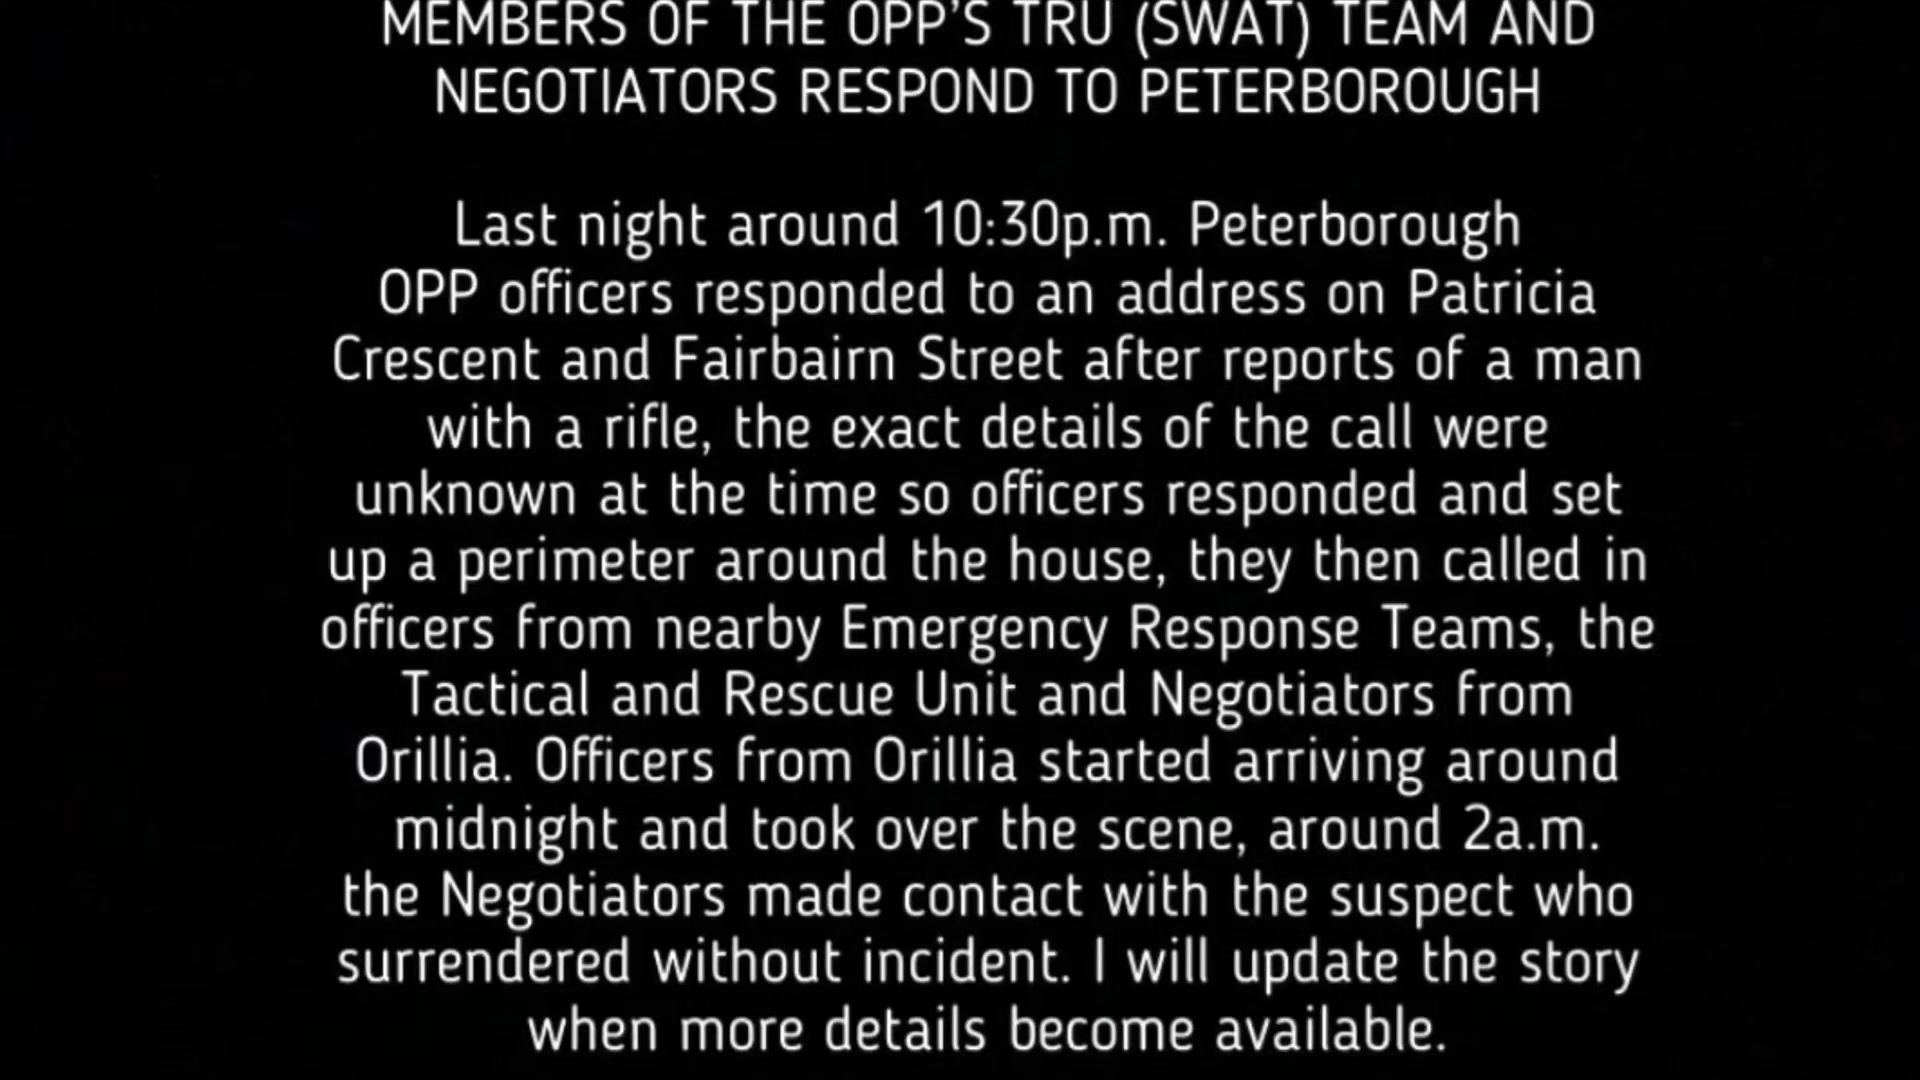 MEMBERS OF THE OPP'S TRU (SWAT) TEAM AND
NEGOTIATORS RESPOND TO PETERBOROUGH
Last night around 10:30p.m. Peterborough
OPP officers responded to an address on Patricia
Crescent and Fairbairn Street after reports of a man
with a rifle, the exact details of the call were
unknown at the time so officers responded and set
up a perimeter around the house, they then called in
officers from nearby Emergency Response Teams, the
Tactical and Rescue Unit and Negotiators from
Orillia. Officers from Orillia started arriving around
midnight and took over the scene, around 2a.m.
the Negotiators made contact with the suspect who
surrendered without incident. I will update the story
when more details become available.